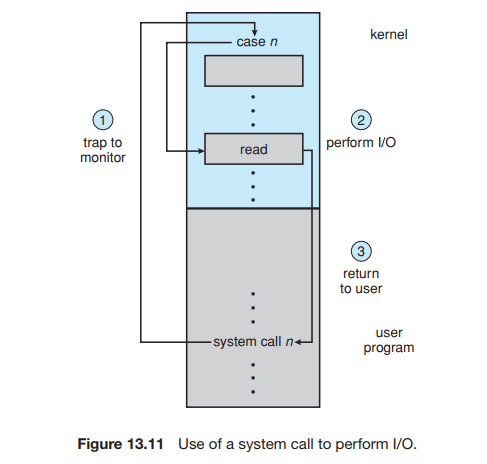 kernel
case n
1
trap to
monitor
2
perform I/O
read
3
return
to user
system call n
user
program
Figure 13.11 Use of a system call to perform I/O.